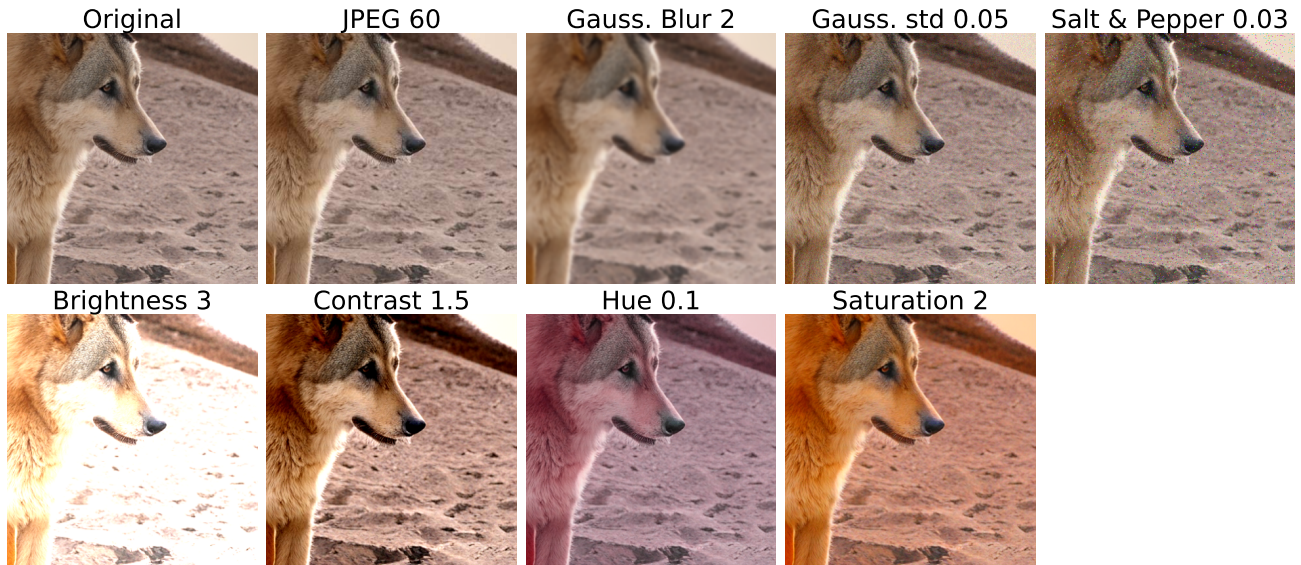 Original
JPEG 60
Gauss. Blur 2
Gauss. std 0.05
Salt & Pepper 0.03
Brightness 3
Contrast 1.5
Hue 0.1
Saturation 2